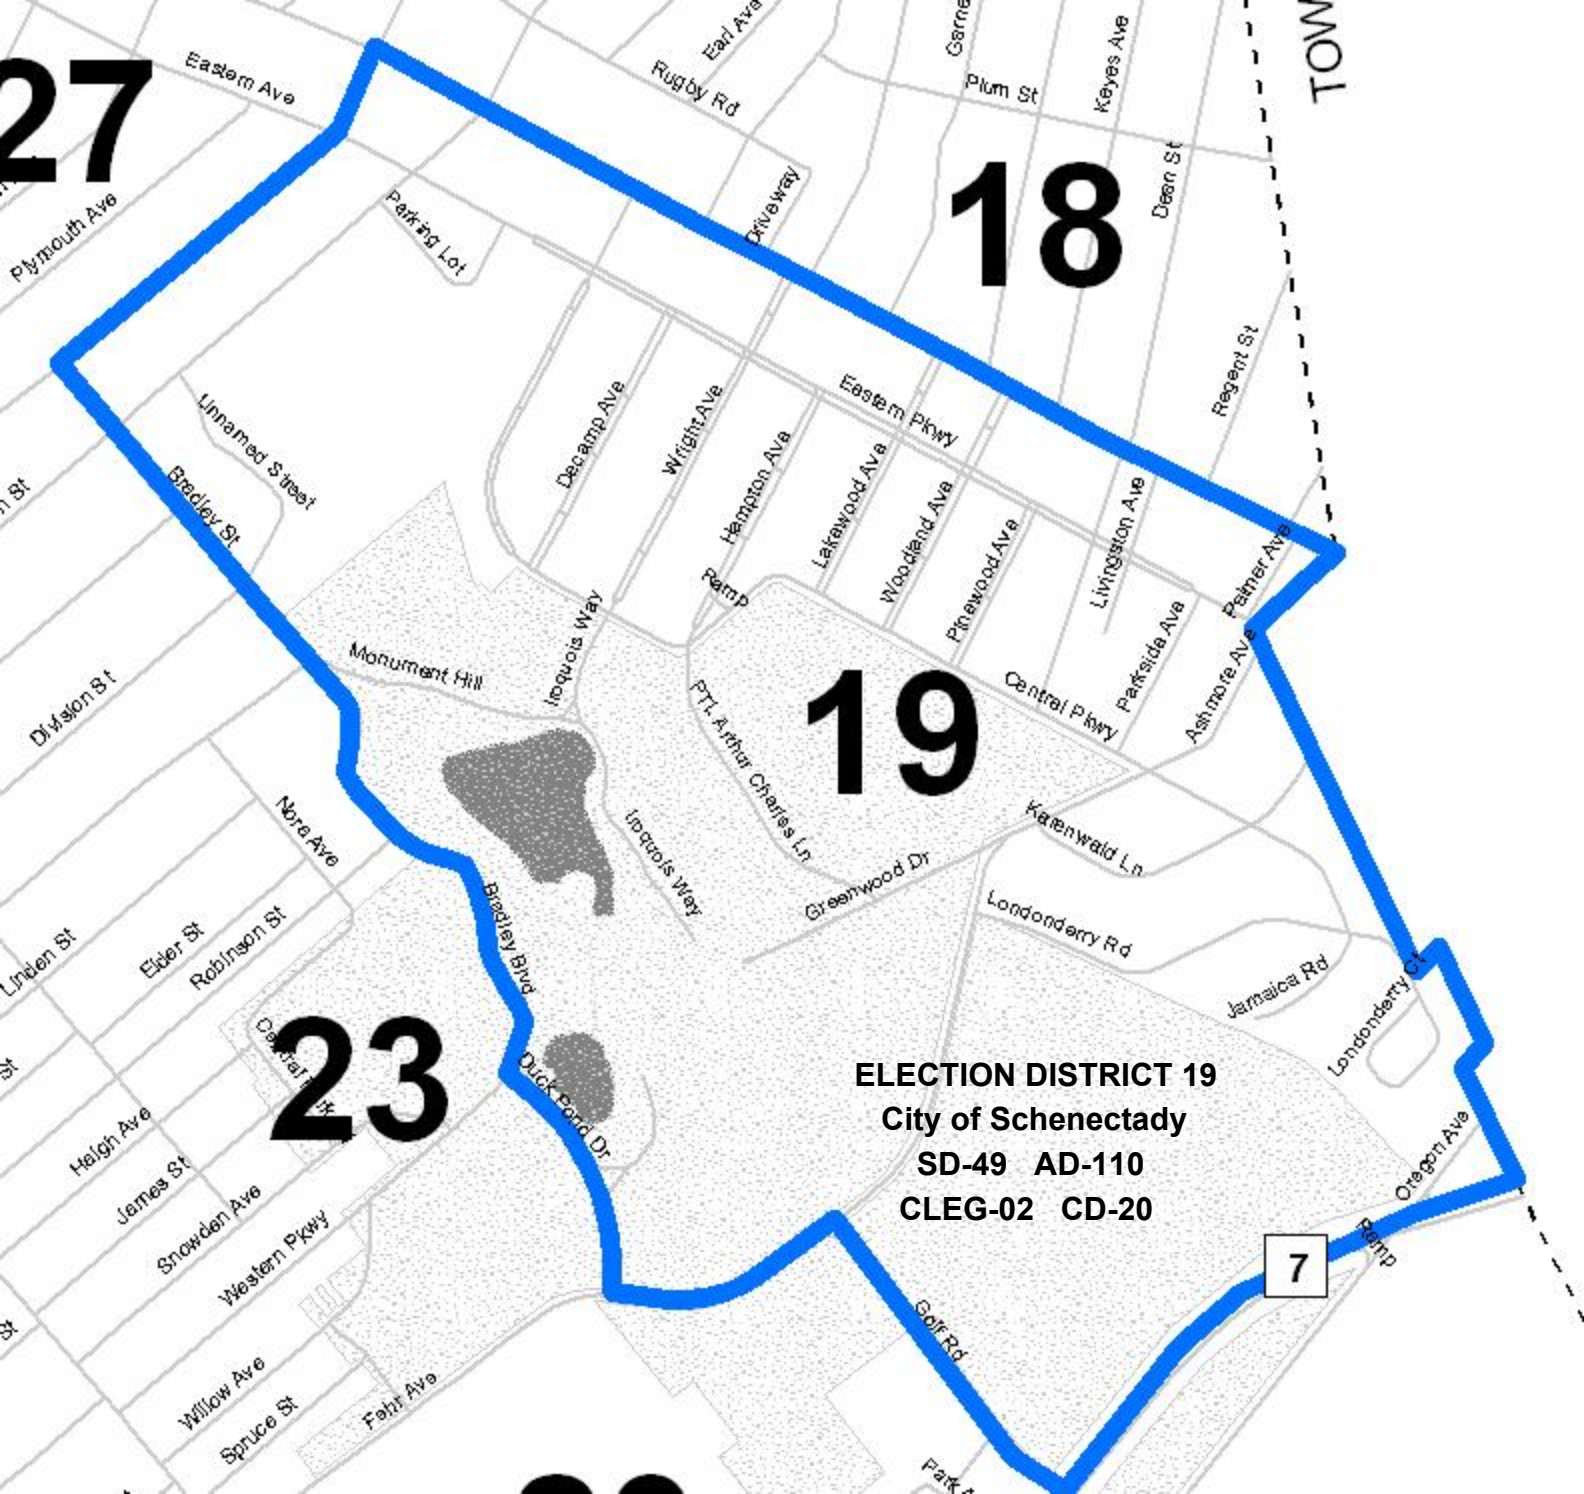 TOW
Earl Ave
Garne
Keyes Ave
Eastern Ave
Rugby Rd
Plum St
27
18
Dean St
Plymouth Ave
Parking Lot
Driveway
Regent St
Eastern Pkwy
Unnamed Street
Decamp Ave
Wright Ave
Hampton Ave
Lakewood Ave
Woodland Ave
Pinewood Ave
Livingston Ave
Palmer Ave
n St
Bradley St
Ramp
Iroquois Way
Parkside Ave
Ashmore Ave
Monument Hill
Central Pkwy
Division St
19
PTl. Arthur Charles Ln
Nora Ave
Iroquois Way
Karenwald Ln
Greenwood Dr
Londonderry Rd
Bradley Blvd
Elder St
Robinson St
Linden St
Jamaica Rd
Londonderry Ct
23
Duck Pond Dr
ELECTION DISTRICT 19
City of Schenectady
SD-49 AD-110
CLEG-02 CD-20
Haigh Ave
James St
Snowden Ave
Western Pkwy
Oregon Ave
Ramp
7
Golf Rd
St
Willow Ave
Spruce St
Fehr Ave